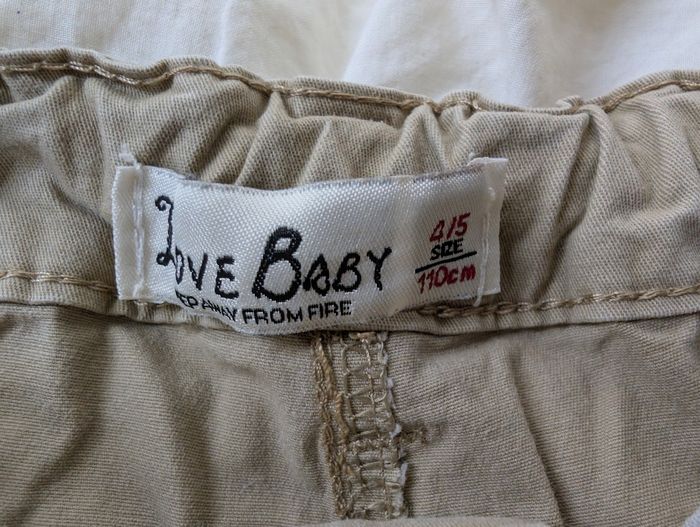 Love Baby
4/5
SIZE
110cm
AWAY FROM FIRE